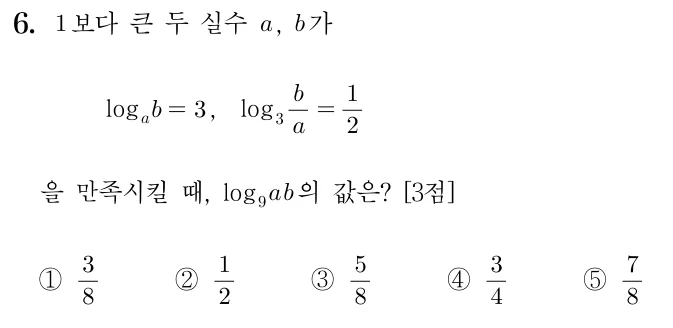 6. 1보다 큰 두 실수 a, b가
log_a b = 3, log_3 b/a = 1/2
을 만족시킬 때, log_9 ab의 값은? [3점]
① 3/8 ② 1/2 ③ 5/8 ④ 3/4 ⑤ 7/8